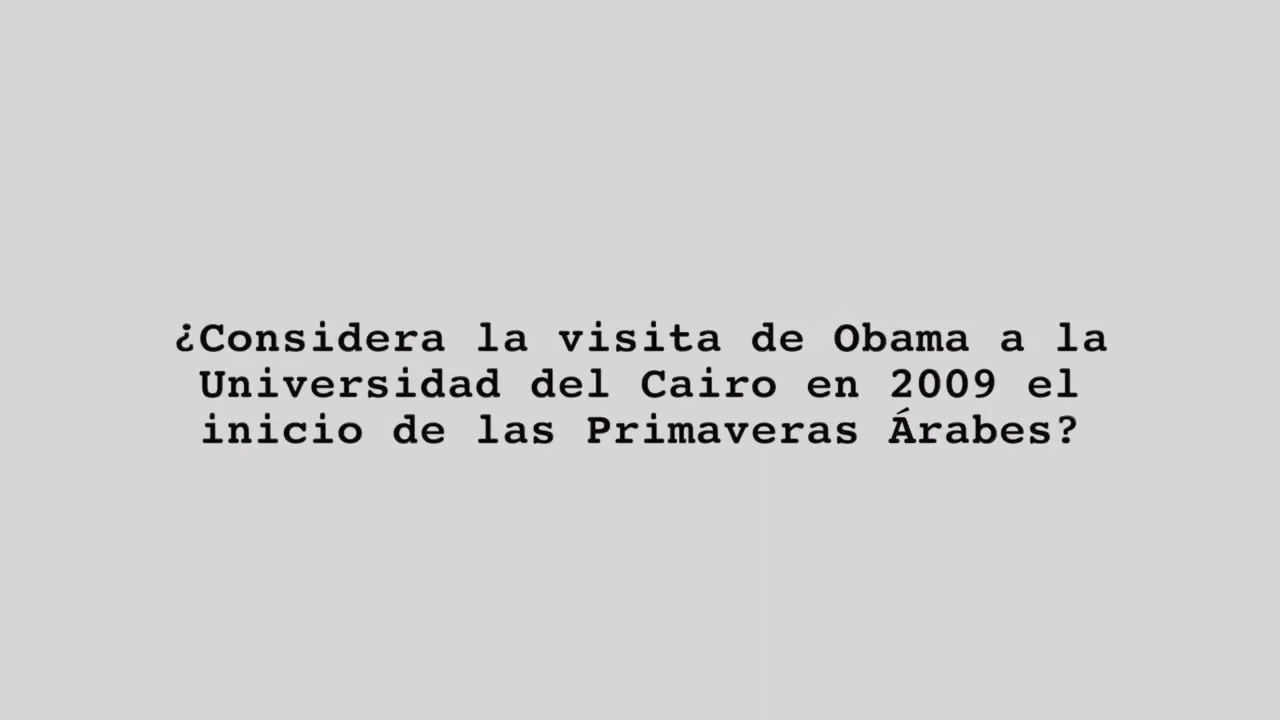 ¿Considera la visita de Obama a la
Universidad del Cairo en 2009 el
inicio de las Primaveras Árabes?